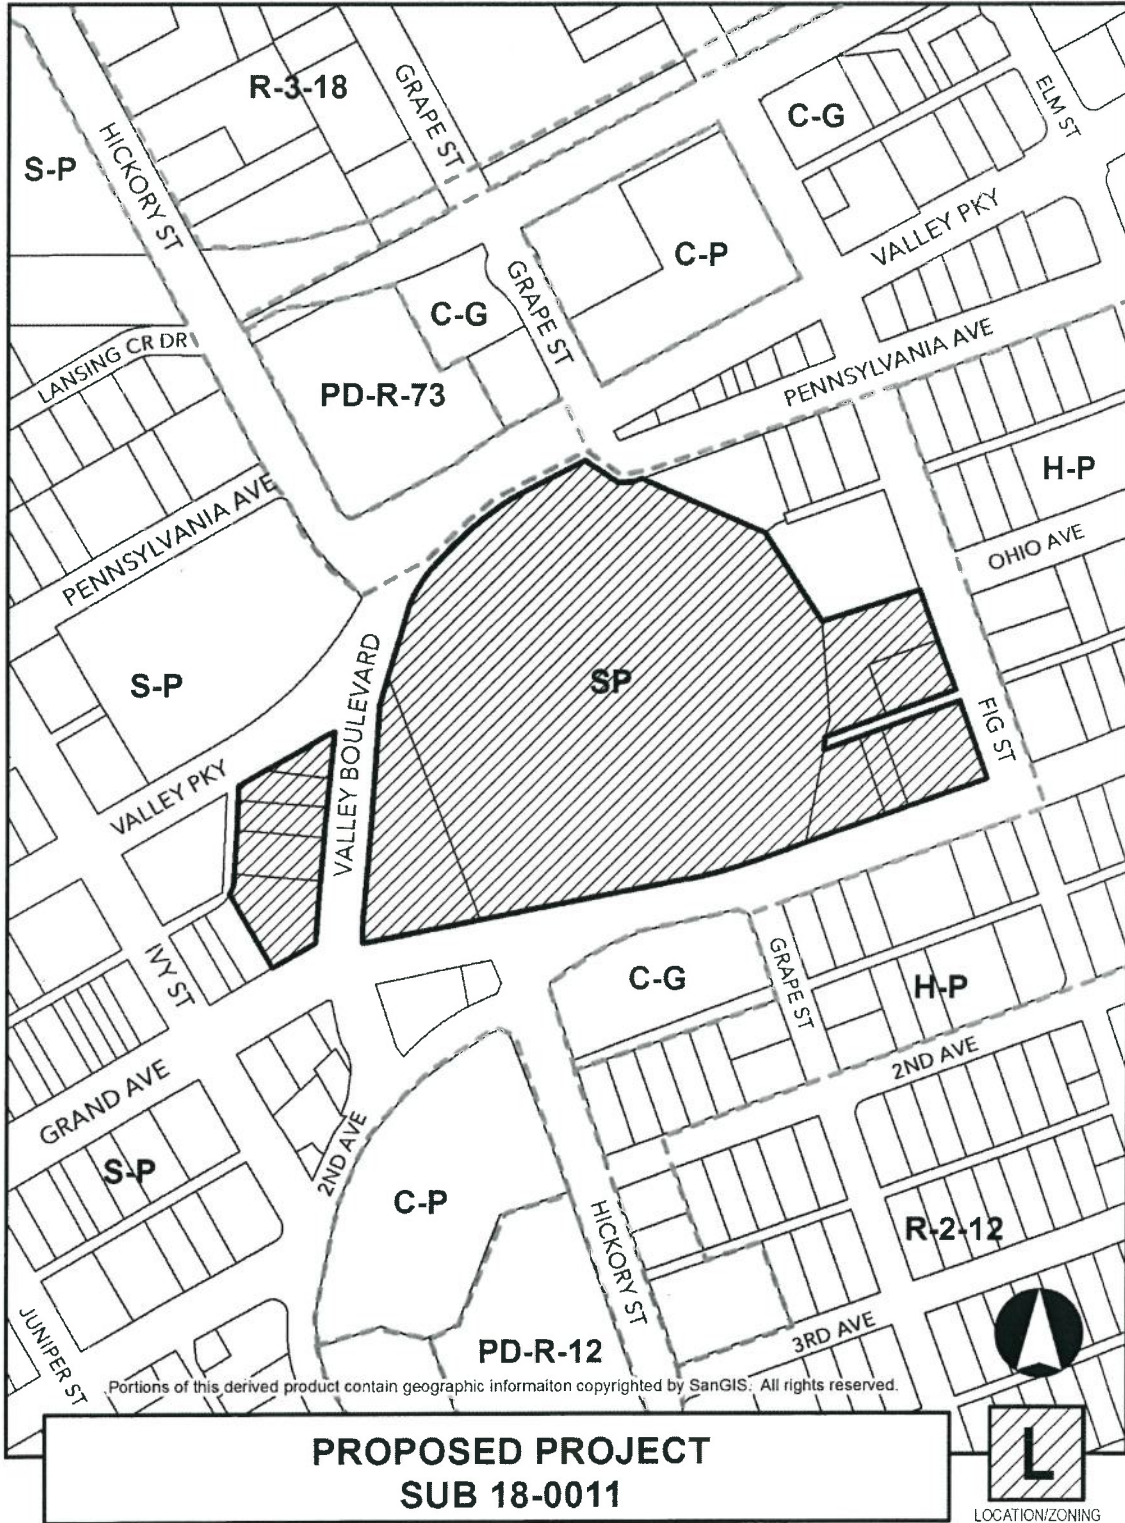 R-3-18
GRAPE ST
C-G
ELM ST
S-P
HICKORY ST
VALLEY PKY
C-P
GRAPE ST
C-G
LANSING CR DR
PENNSYLVANIA AVE
PD-R-73
H-P
PENNSYLVANIA AVE
OHIO AVE
S-P
VALLEY BOULEVARD
SP
FIG ST
VALLEY PKY
IVY ST
C-G
GRAPE ST
H-P
2ND AVE
GRAND AVE
S-P
2ND AVE
C-P
HICKORY ST
R-2-12
JUNIPER ST
PD-R-12
3RD AVE
Portions of this derived product contain geographic informaiton copyrighted by SanGIS. All rights reserved.
PROPOSED PROJECT
SUB 18-0011
L
LOCATION/ZONING